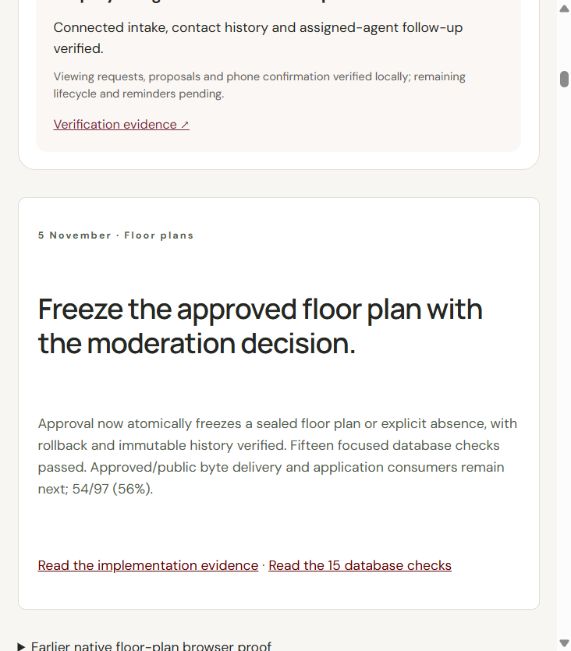 Connected intake, contact history and assigned-agent follow-up
verified.
Viewing requests, proposals and phone confirmation verified locally; remaining
lifecycle and reminders pending.
Verification evidence ↗
5 November · Floor plans
Freeze the approved floor plan with
the moderation decision.
Approval now atomically freezes a sealed floor plan or explicit absence, with
rollback and immutable history verified. Fifteen focused database checks
passed. Approved/public byte delivery and application consumers remain
next; 54/97 (56%).
Read the implementation evidence · Read the 15 database checks
▶ Earlier native floor-plan browser proof